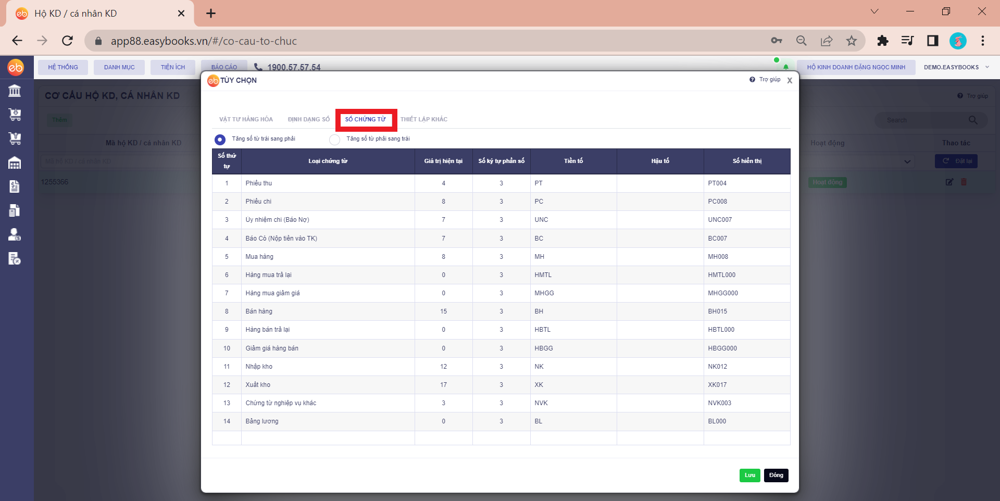 eb Hộ KD / cá nhân KD
app88.easybooks.vn/#/co-cau-to-chuc
eb HỆ THỐNG DANH MỤC TIỆN ÍCH BÁO CÁO 1900.57.57.54 HỘ KINH DOANH ĐẶNG NGỌC MINH DEMO.EASYBOOKS
eb TÙY CHỌN Trợ giúp X
CƠ CẤU HỘ KD, CÁ NHÂN KD Trợ giúp
Thêm Search
VẬT TƯ HÀNG HÓA ĐỊNH DẠNG SỐ SỐ CHỨNG TỪ THIẾT LẬP KHÁC
Tăng số từ trái sang phải Tăng số từ phải sang trái
Mã hộ KD / cá nhân KD Hoạt động Thao tác
Mã hộ KD / cá nhân KD Đặt lại
1255366 Hoạt động
Số thứ tự Loại chứng từ Giá trị hiện tại Số ký tự phần số Tiền tố Hậu tố Số hiển thị
1 Phiếu thu 4 3 PT PT004
2 Phiếu chi 8 3 PC PC008
3 Ủy nhiệm chi (Báo Nợ) 7 3 UNC UNC007
4 Báo Có (Nộp tiền vào TK) 7 3 BC BC007
5 Mua hàng 8 3 MH MH008
6 Hàng mua trả lại 0 3 HMTL HMTL000
7 Hàng mua giảm giá 0 3 MHGG MHGG000
8 Bán hàng 15 3 BH BH015
9 Hàng bán trả lại 0 3 HBTL HBTL000
10 Giảm giá hàng bán 0 3 HBGG HBGG000
11 Nhập kho 12 3 NK NK012
12 Xuất kho 17 3 XK XK017
13 Chứng từ nghiệp vụ khác 3 3 NVK NVK003
14 Bảng lương 0 3 BL BL000
Lưu Đóng